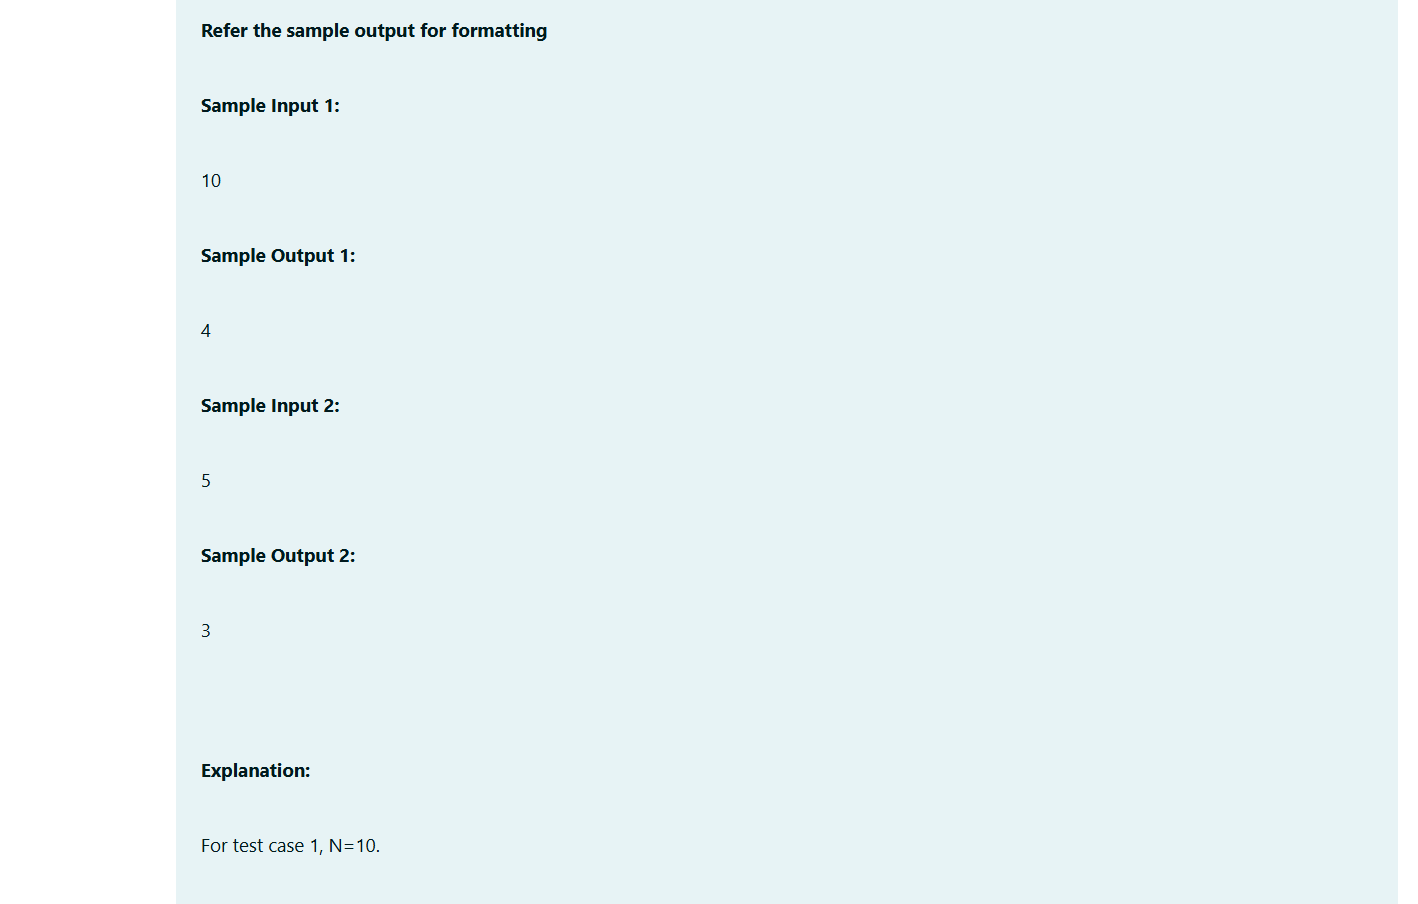 Refer the sample output for formatting
Sample Input 1:
10
Sample Output 1:
4
Sample Input 2:
5
Sample Output 2:
3
Explanation:
For test case 1, N=10.